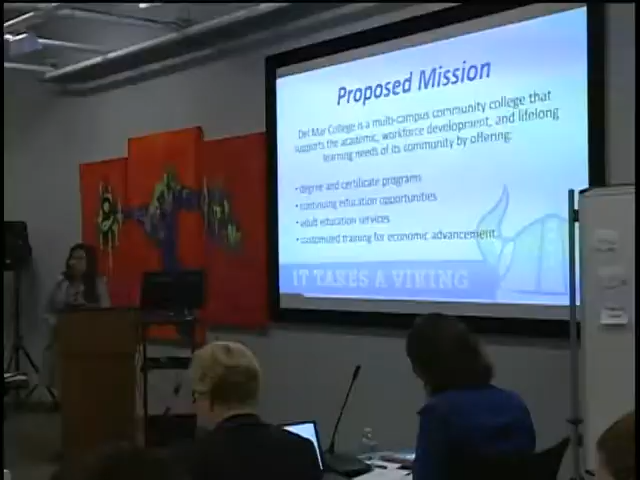 Proposed Mission
Del Mar College is a multi-campus community college that
supports the academic, workforce development, and lifelong
learning needs of its community by offering:
• degree and certificate programs
• continuing education opportunities
• adult education services
• customized training for economic advancement
IT TAKES A VIKING